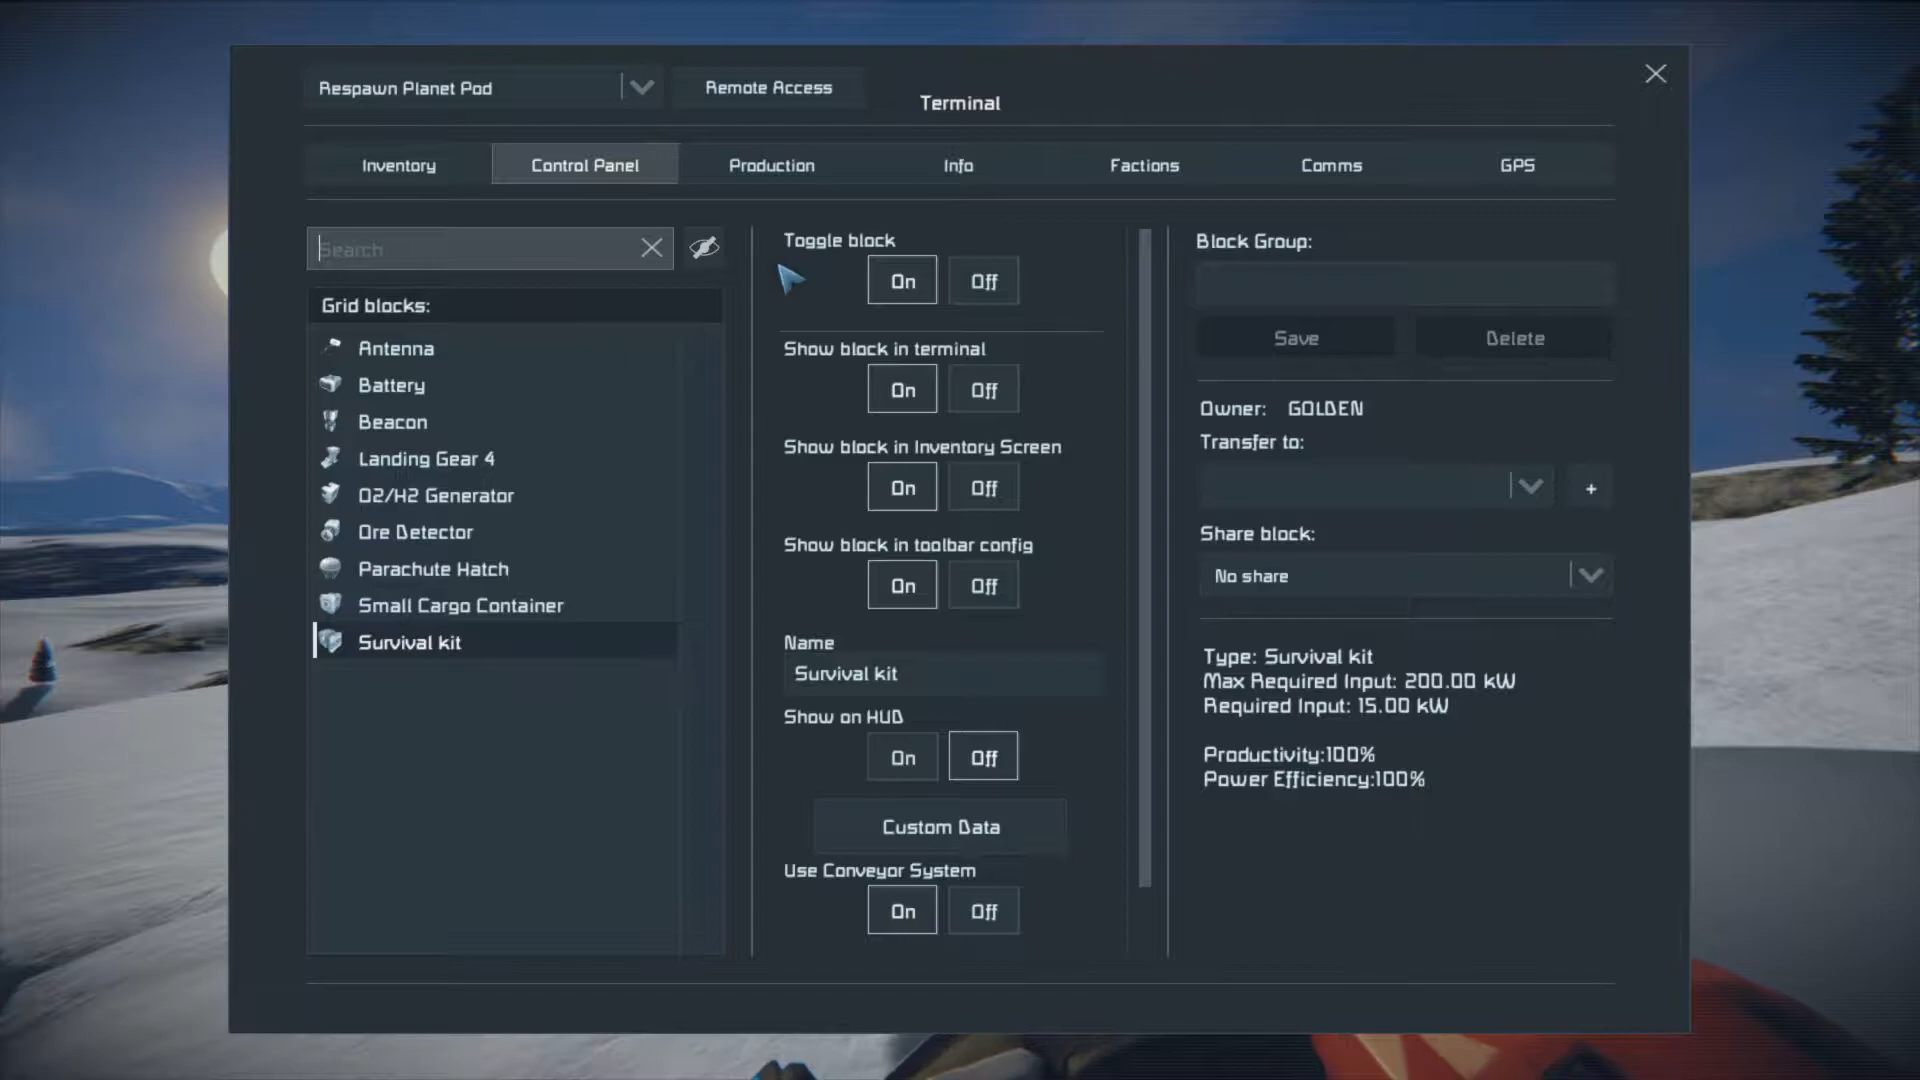 Respawn Planet Pod
Remote Access
Terminal
Inventory
Control Panel
Production
Info
Factions
Comms
GPS
Search
Grid blocks:
Antenna
Battery
Beacon
Landing Gear 4
O2/H2 Generator
Ore Detector
Parachute Hatch
Small Cargo Container
Survival kit
Toggle block
On Off
Show block in terminal
On Off
Show block in Inventory Screen
On Off
Show block in toolbar config
On Off
Name
Survival kit
Show on HUD
On Off
Custom Data
Use Conveyor System
On Off
Block Group:
Save Delete
Owner: GOLDEN
Transfer to:
+
Share block:
No share
Type: Survival kit
Max Required Input: 200.00 kW
Required Input: 15.00 kW
Productivity:100%
Power Efficiency:100%